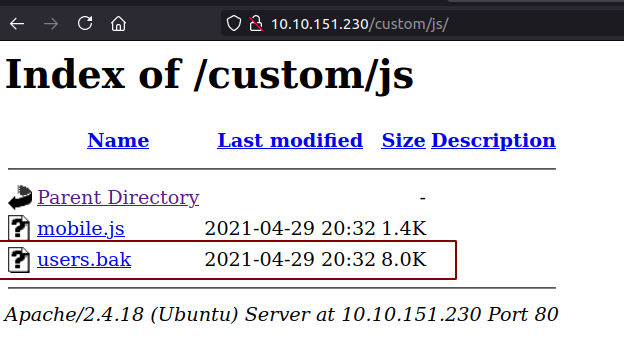 10.10.151.230/custom/js/
Index of /custom/js
Name Last modified Size Description
Parent Directory -
mobile.js 2021-04-29 20:32 1.4K
users.bak 2021-04-29 20:32 8.0K
Apache/2.4.18 (Ubuntu) Server at 10.10.151.230 Port 80